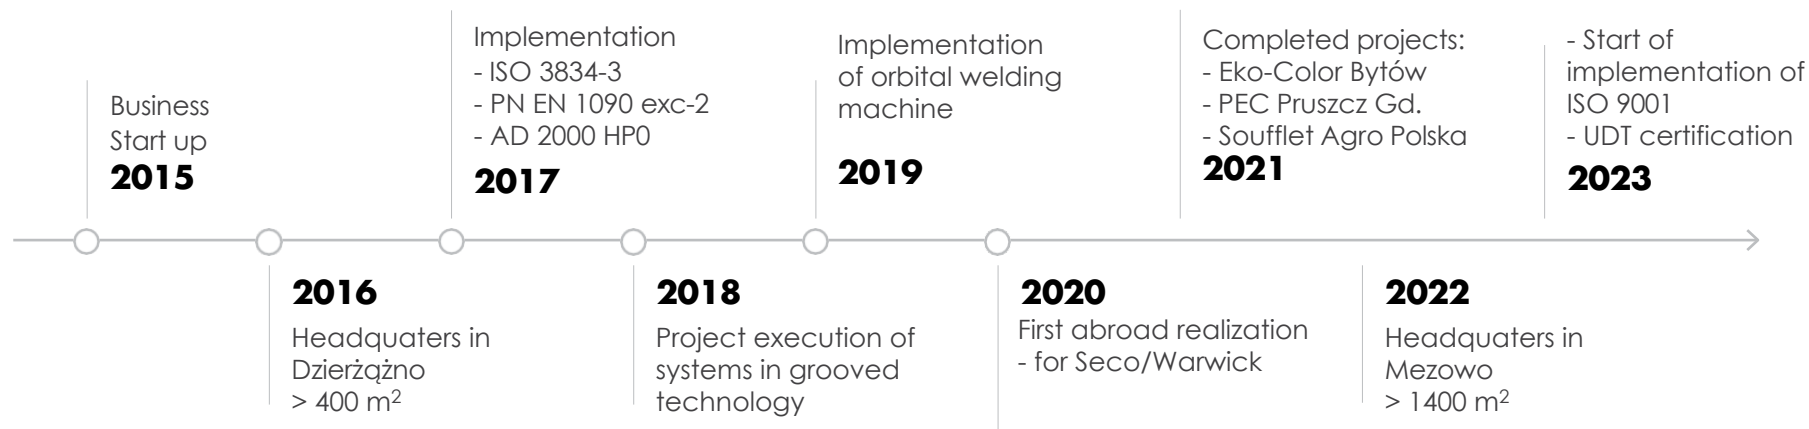 Business
Start up
2015
2016
Headquaters in
Dzierżążno
> 400 m²
Implementation
- ISO 3834-3
- PN EN 1090 exc-2
- AD 2000 HP0
2017
2018
Project execution of
systems in grooved
technology
Implementation
of orbital welding
machine
2019
2020
First abroad realization
- for Seco/Warwick
Completed projects:
- Eko-Color Bytów
- PEC Pruszcz Gd.
- Soufflet Agro Polska
2021
2022
Headquaters in
Mezowo
> 1400 m²
- Start of
implementation of
ISO 9001
- UDT certification
2023